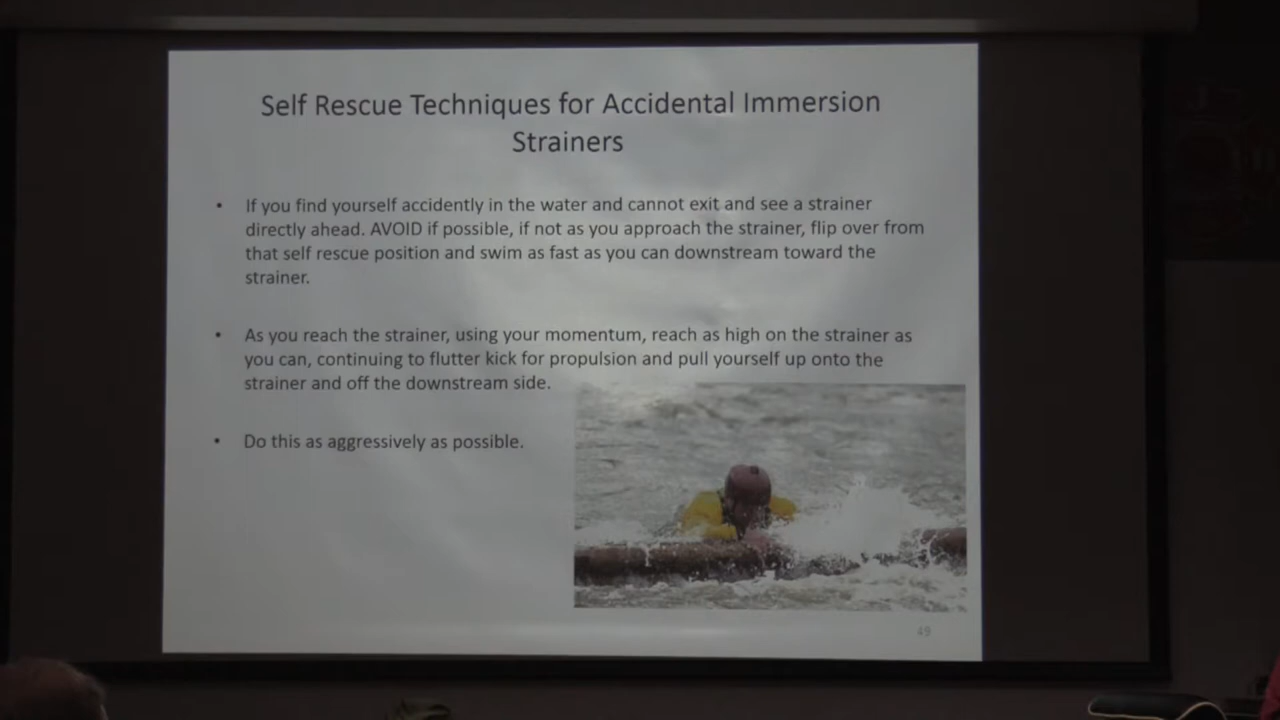 Self Rescue Techniques for Accidental Immersion
Strainers
• If you find yourself accidently in the water and cannot exit and see a strainer
directly ahead. AVOID if possible, if not as you approach the strainer, flip over from
that self rescue position and swim as fast as you can downstream toward the
strainer.
• As you reach the strainer, using your momentum, reach as high on the strainer as
you can, continuing to flutter kick for propulsion and pull yourself up onto the
strainer and off the downstream side.
• Do this as aggressively as possible.
49